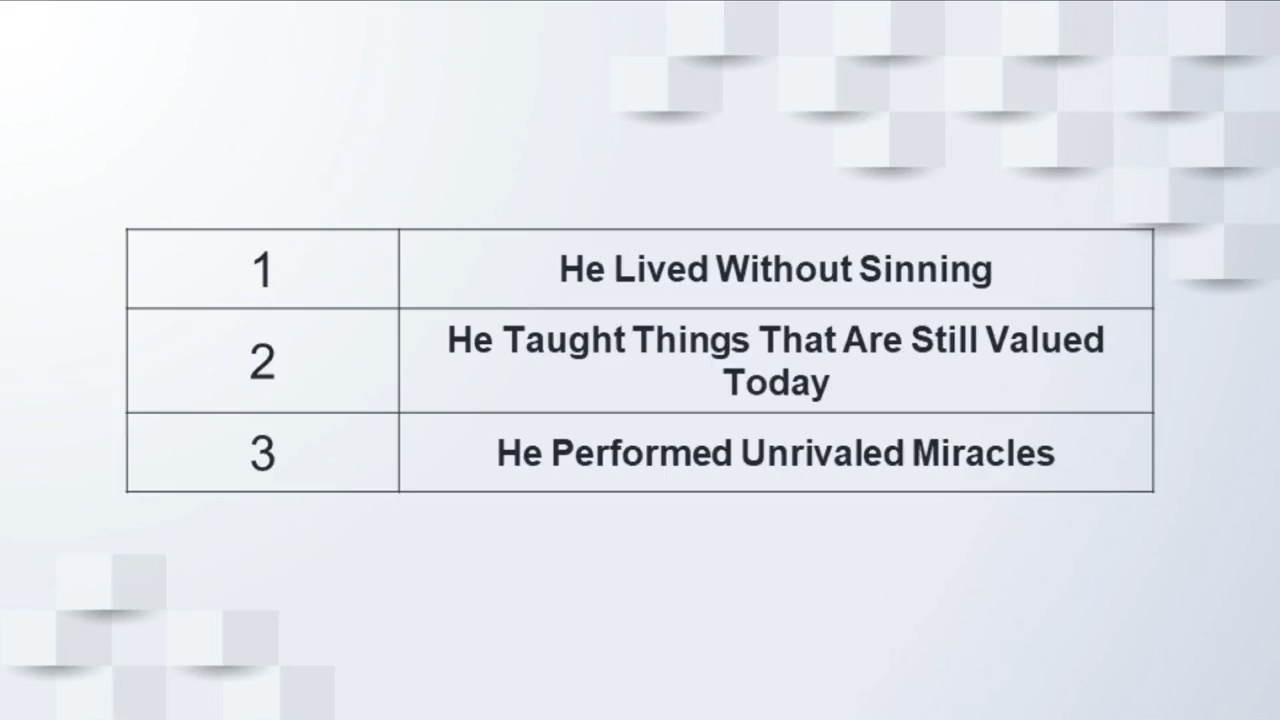 1
He Lived Without Sinning
2
He Taught Things That Are Still Valued
Today
3
He Performed Unrivaled Miracles